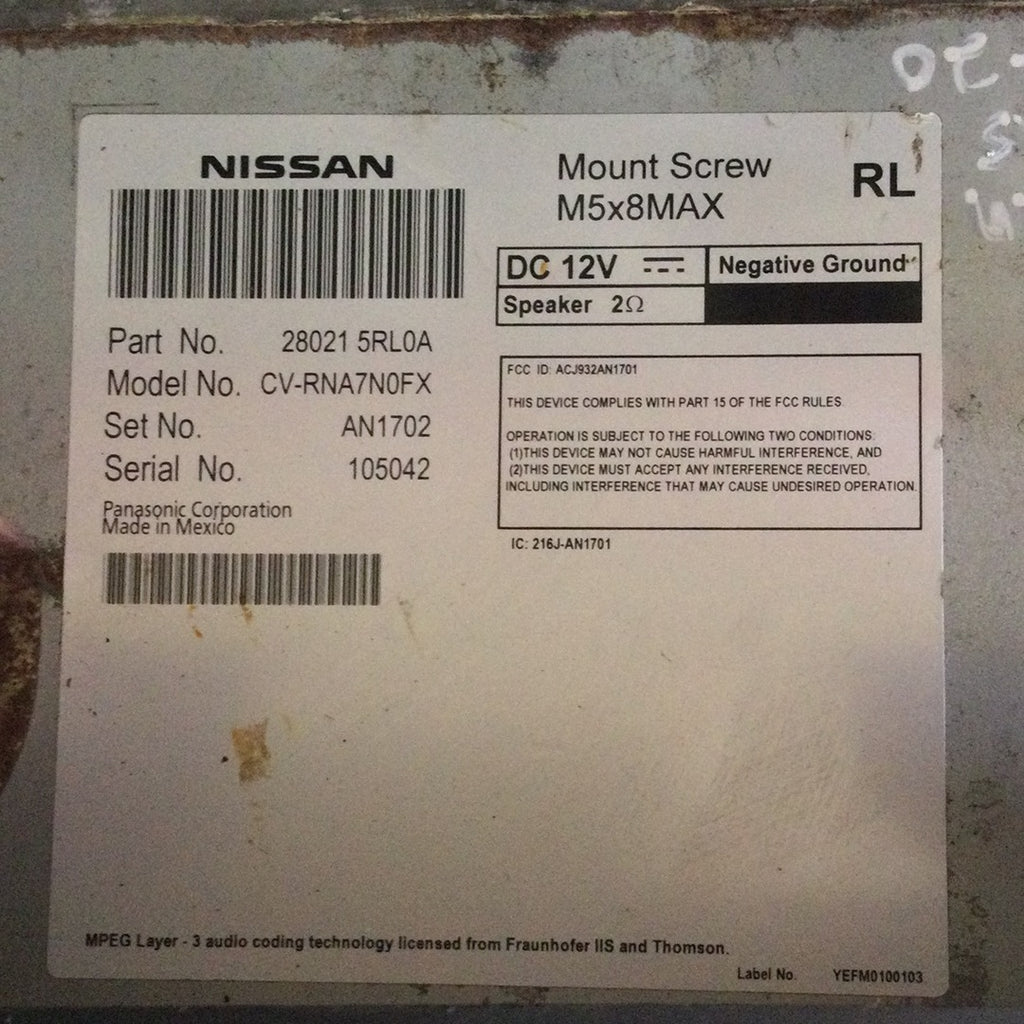 NISSAN
Part No. 28021 5RL0A
Model No. CV-RNA7N0FX
Set No. AN1702
Serial No. 105042
Panasonic Corporation
Made in Mexico
Mount Screw
M5x8MAX
RL
DC 12V
Negative Ground
Speaker 2Ω
FCC ID: ACJ932AN1701
THIS DEVICE COMPLIES WITH PART 15 OF THE FCC RULES.
OPERATION IS SUBJECT TO THE FOLLOWING TWO CONDITIONS:
(1)THIS DEVICE MAY NOT CAUSE HARMFUL INTERFERENCE, AND
(2)THIS DEVICE MUST ACCEPT ANY INTERFERENCE RECEIVED,
INCLUDING INTERFERENCE THAT MAY CAUSE UNDESIRED OPERATION.
IC: 216J-AN1701
MPEG Layer - 3 audio coding technology licensed from Fraunhofer IIS and Thomson.
Label No. YEFM0100103